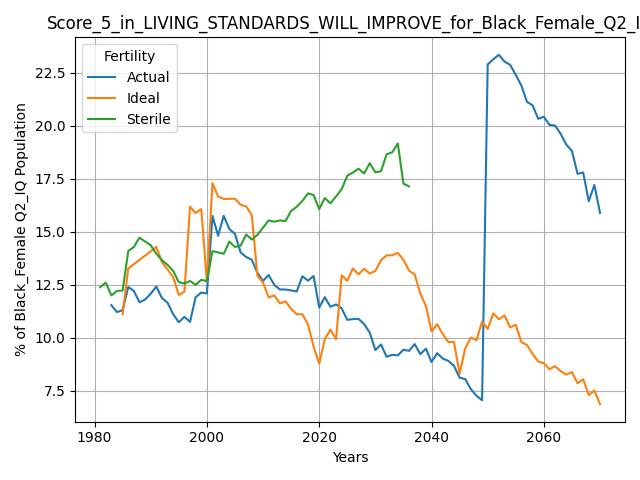 Score_5_in_LIVING_STANDARDS_WILL_IMPROVE_for_Black_Female_Q2_I
Fertility
Actual
Ideal
Sterile
% of Black_Female Q2_IQ Population
22.5
20.0
17.5
15.0
12.5
10.0
7.5
1980
2000
2020
2040
2060
Years